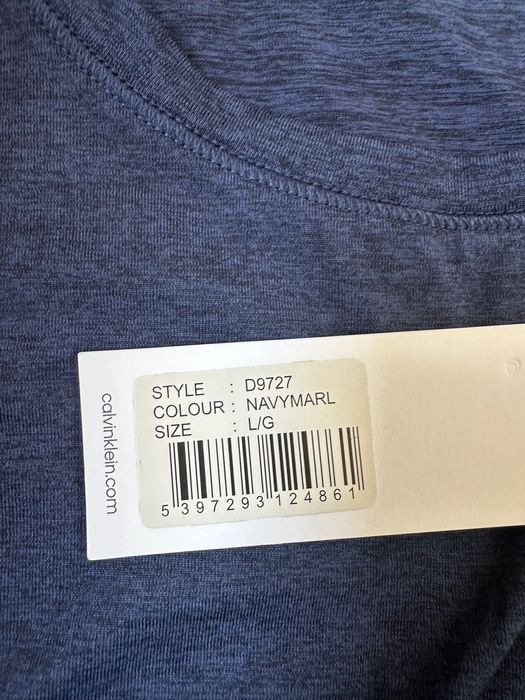 STYLE : D9727
COLOUR : NAVYMARL
SIZE : L/G
5 397293 124861
calvinklein.com